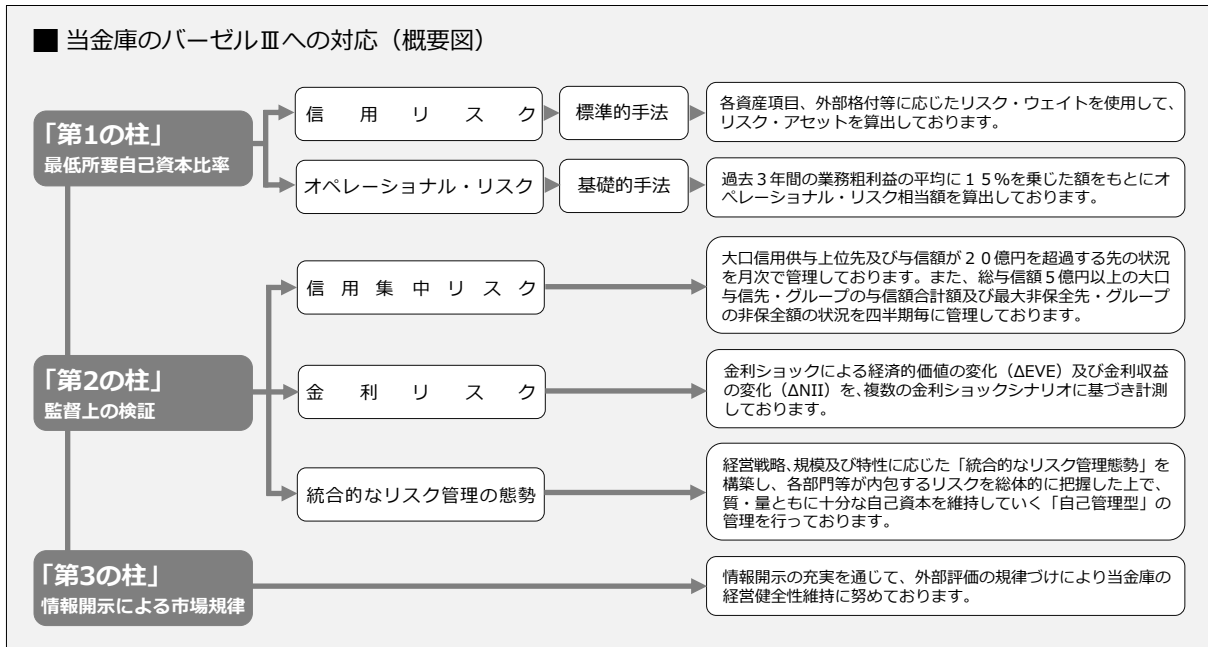 ■ 当金庫のバーゼルⅢへの対応（概要図）
「第1の柱」
最低所要自己資本比率
信用リスク
標準的手法
各資産項目、外部格付等に応じたリスク・ウェイトを使用して、
リスク・アセットを算出しております。
オペレーショナル・リスク
基礎的手法
過去３年間の業務粗利益の平均に１５％を乗じた額をもとにオ
ペレーショナル・リスク相当額を算出しております。
「第2の柱」
監督上の検証
信用集中リスク
大口信用供与上位先及び与信額が２０億円を超過する先の状況
を月次で管理しております。また、総与信額５億円以上の大口
与信先・グループの与信額合計額及び最大非保全先・グループ
の非保全額の状況を四半期毎に管理しております。
金利リスク
金利ショックによる経済的価値の変化（ΔEVE）及び金利収益
の変化（ΔNII）を、複数の金利ショックシナリオに基づき計測
しております。
統合的なリスク管理の態勢
経営戦略、規模及び特性に応じた「統合的なリスク管理態勢」を
構築し、各部門等が内包するリスクを総体的に把握した上で、
質・量ともに十分な自己資本を維持していく「自己管理型」の
管理を行っております。
「第3の柱」
情報開示による市場規律
情報開示の充実を通じて、外部評価の規律づけにより当金庫の
経営健全性維持に努めております。